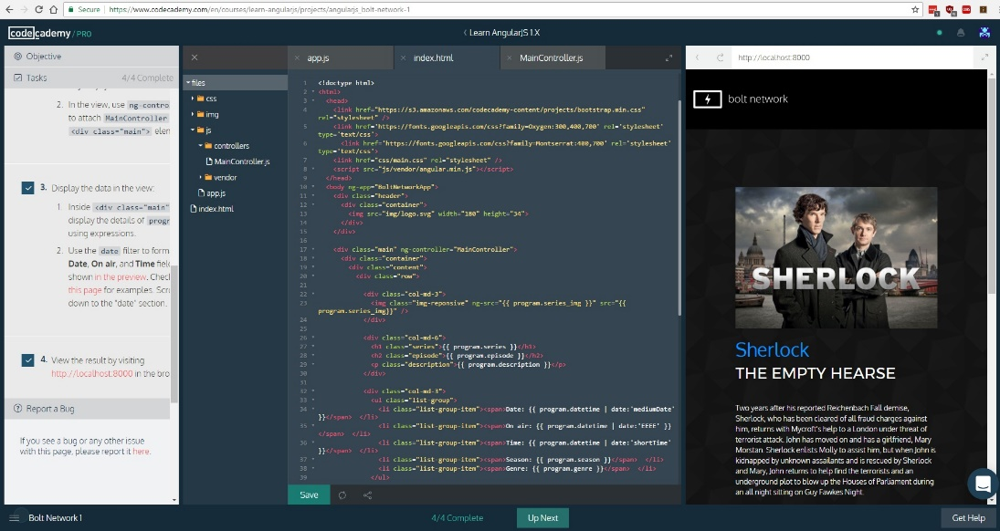 Secure https://www.codecademy.com/en/courses/learn-angularjs/projects/angularjs_bolt-network-1
codecademy / PRO
Learn AngularJS 1.X
Objective
Tasks 4/4 Complete
2. In the view, use ng-contro
to attach MainController
<div class="main"> elem
3. Display the data in the view:
1 Inside <div class="main"
display the details of progr
using expressions.
2. Use the date filter to form
Date, On air, and Time field
shown in the preview. Check
this page for examples. Scro
down to the "date" section.
4. View the result by visiting
http://localhost:8000 in the bro
Report a Bug
If you see a bug or any other issue
with this page, please report it here.
files
css
img
js
controllers
MainController.js
vendor
app.js
index.html
app.js
index.html
MainController.js
1 <!doctype html>
2 <html>
3 <head>
4 <link href="https://s3.amazonaws.com/codecademy-content/projects/bootstrap.min.css"
rel="stylesheet" />
5 <link href='https://fonts.googleapis.com/css?family=Oxygen:300,400,700' rel='stylesheet'
type='text/css'>
6 <link href='https://fonts.googleapis.com/css?family=Montserrat:400,700' rel='stylesheet'
type='text/css'>
7 <link href="css/main.css" rel="stylesheet" />
8 <script src="js/vendor/angular.min.js"></script>
9 </head>
10 <body ng-app="BoltNetworkApp">
11 <div class="header">
12 <div class="container">
13 <img src="img/logo.svg" width="180" height="34">
14 </div>
15 </div>
16
17 <div class="main" ng-controller="MainController">
18 <div class="container">
19 <div class="content">
20 <div class="row">
21
22 <div class="col-md-3">
23 <img class="img-reponsive" ng-src="{{ program.series_img }}" src="{{
program.series_img}}" />
24 </div>
25
26 <div class="col-md-6">
27 <h1 class="series">{{ program.series }}</h1>
28 <h2 class="episode">{{ program.episode }}</h2>
29 <p class="description">{{ program.description }}</p>
30 </div>
31
32 <div class="col-md-3">
33 <ul class="list-group">
34 <li class="list-group-item"><span>Date: {{ program.datetime | date:'mediumDate'
}}</span> </li>
35 <li class="list-group-item"><span>On air: {{ program.datetime | date:'EEEE' }}
</span> </li>
36 <li class="list-group-item"><span>Time: {{ program.datetime | date:'shortTime'
}}</span> </li>
37 <li class="list-group-item"><span>Season: {{ program.season }}</span> </li>
38 <li class="list-group-item"><span>Genre: {{ program.genre }}</span> </li>
39 </ul>
Save
http://localhost:8000
bolt network
SHERLOCK
Sherlock
THE EMPTY HEARSE
Two years after his reported Reichenbach Fall demise,
Sherlock, who has been cleared of all fraud charges against
him, returns with Mycroft's help to a London under threat of
terrorist attack. John has moved on and has a girlfriend, Mary
Morstan. Sherlock enlists Molly to assist him, but when John is
kidnapped by unknown assailants and is rescued by Sherlock
and Mary, John returns to help find the terrorists and an
underground plot to blow up the Houses of Parliament during
an all night sitting on Guy Fawkes Night.
Bolt Network 1
4/4 Complete
Up Next
Get Help